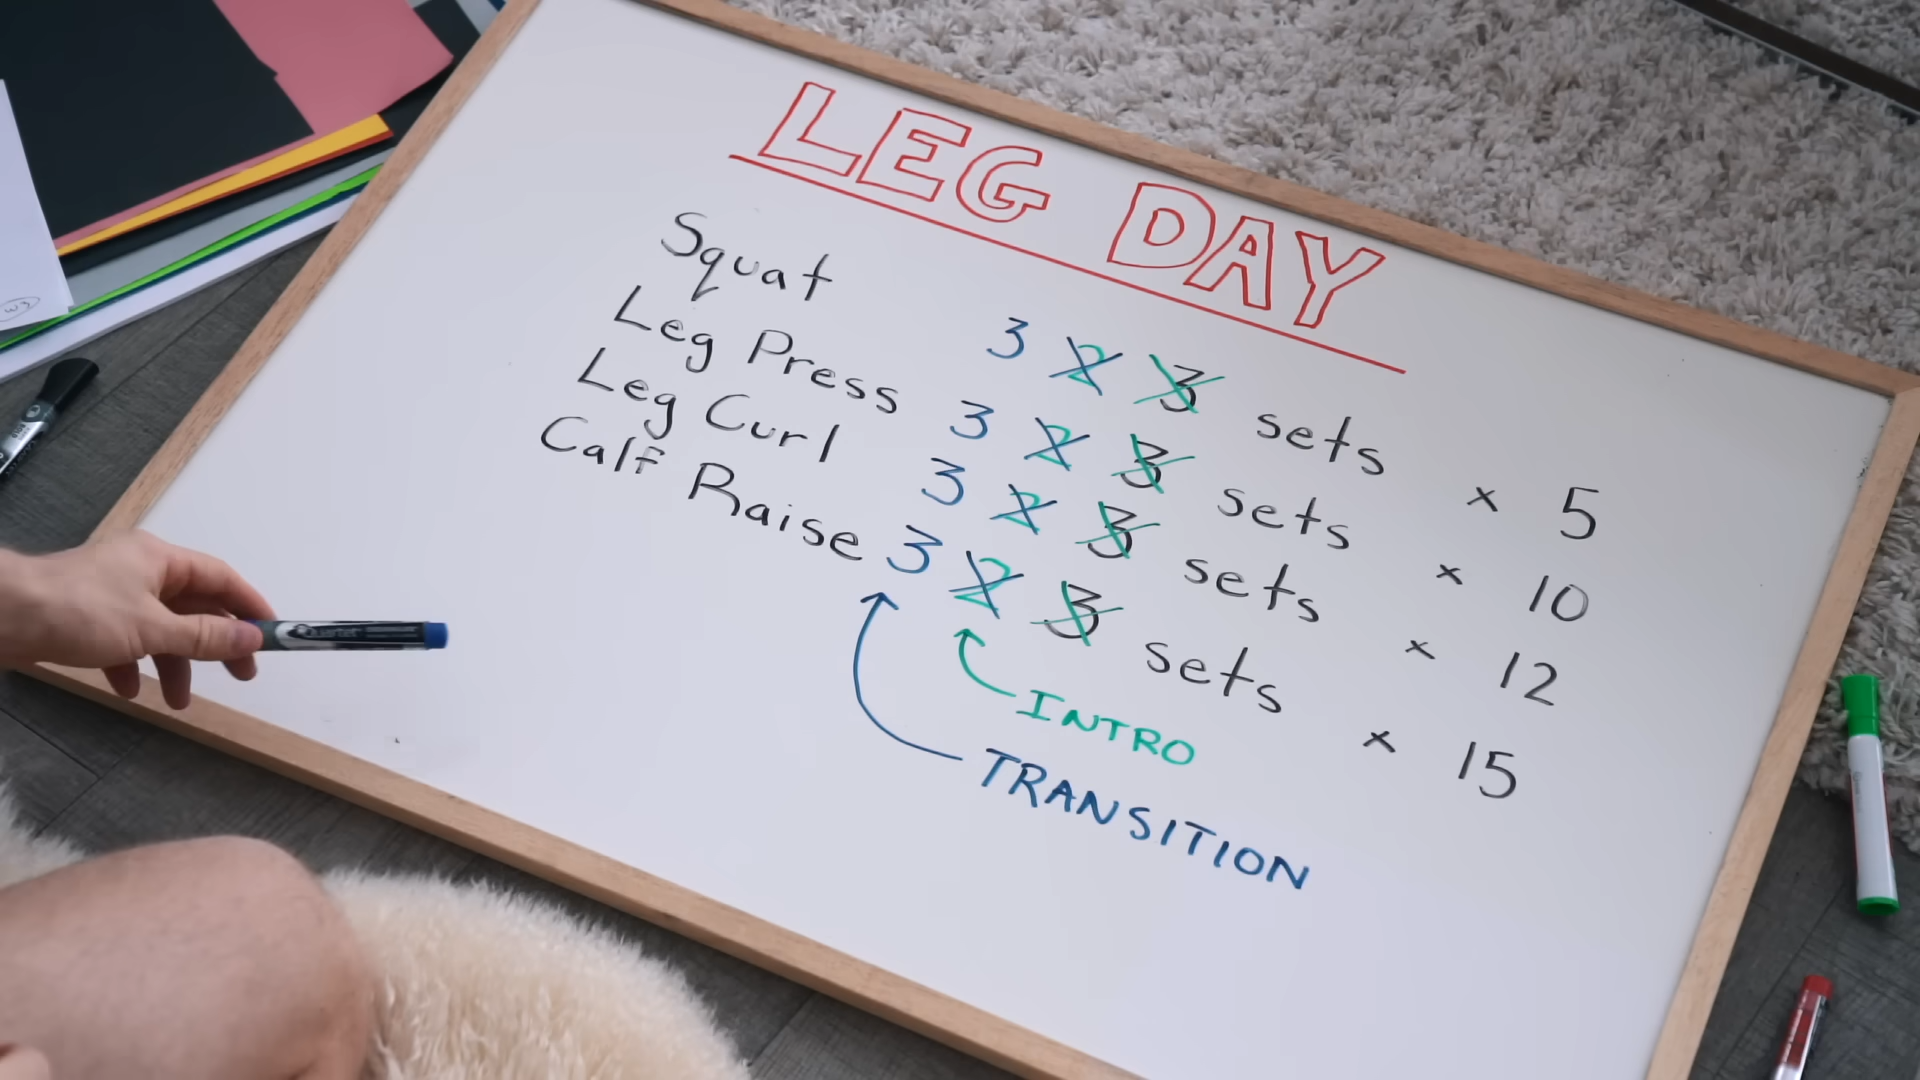 LEG DAY
Squat 3 2 3 sets × 5
Leg Press 3 2 3 sets × 10
Leg Curl 3 2 3 sets × 12
Calf Raise 3 2 3 sets × 15
INTRO
TRANSITION
Quartet